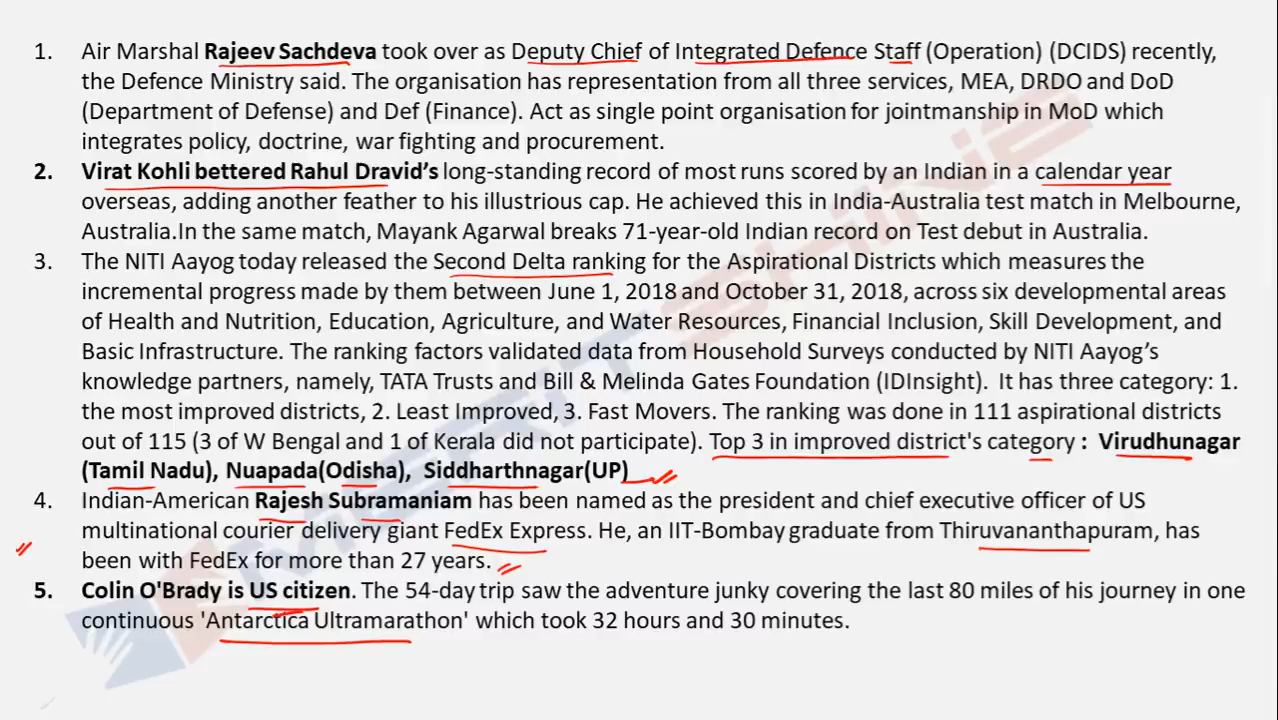 1. Air Marshal Rajeev Sachdeva took over as Deputy Chief of Integrated Defence Staff (Operation) (DCIDS) recently,
the Defence Ministry said. The organisation has representation from all three services, MEA, DRDO and DoD
(Department of Defense) and Def (Finance). Act as single point organisation for jointmanship in MoD which
integrates policy, doctrine, war fighting and procurement.
2. Virat Kohli bettered Rahul Dravid's long-standing record of most runs scored by an Indian in a calendar year
overseas, adding another feather to his illustrious cap. He achieved this in India-Australia test match in Melbourne,
Australia.In the same match, Mayank Agarwal breaks 71-year-old Indian record on Test debut in Australia.
3. The NITI Aayog today released the Second Delta ranking for the Aspirational Districts which measures the
incremental progress made by them between June 1, 2018 and October 31, 2018, across six developmental areas
of Health and Nutrition, Education, Agriculture, and Water Resources, Financial Inclusion, Skill Development, and
Basic Infrastructure. The ranking factors validated data from Household Surveys conducted by NITI Aayog's
knowledge partners, namely, TATA Trusts and Bill & Melinda Gates Foundation (IDInsight). It has three category: 1.
the most improved districts, 2. Least Improved, 3. Fast Movers. The ranking was done in 111 aspirational districts
out of 115 (3 of W Bengal and 1 of Kerala did not participate). Top 3 in improved district's category : Virudhunagar
(Tamil Nadu), Nuapada(Odisha), Siddharthnagar(UP)
4. Indian-American Rajesh Subramaniam has been named as the president and chief executive officer of US
multinational courier delivery giant FedEx Express. He, an IIT-Bombay graduate from Thiruvananthapuram, has
been with FedEx for more than 27 years.
5. Colin O'Brady is US citizen. The 54-day trip saw the adventure junky covering the last 80 miles of his journey in one
continuous 'Antarctica Ultramarathon' which took 32 hours and 30 minutes.
MERITSHINE